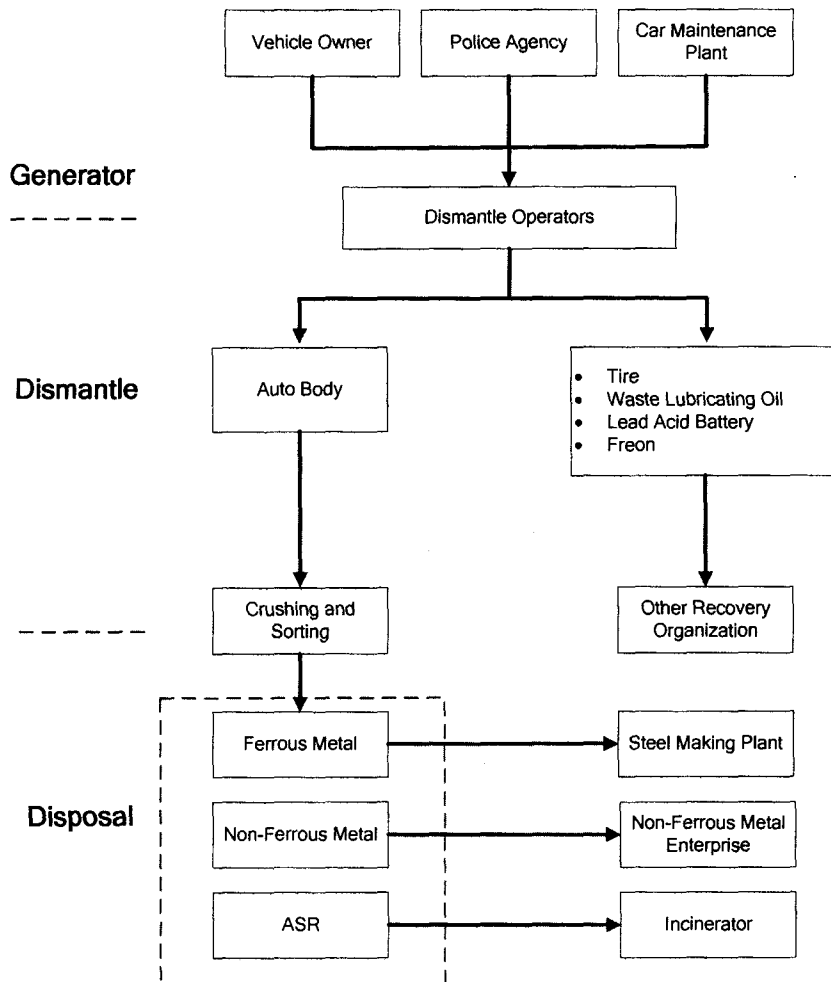 Vehicle Owner
Police Agency
Car Maintenance
Plant
Generator
Dismantle Operators
Dismantle
Auto Body
• Tire
• Waste Lubricating Oil
• Lead Acid Battery
• Freon
Crushing and
Sorting
Other Recovery
Organization
Ferrous Metal
Steel Making Plant
Disposal
Non-Ferrous Metal
Non-Ferrous Metal
Enterprise
ASR
Incinerator